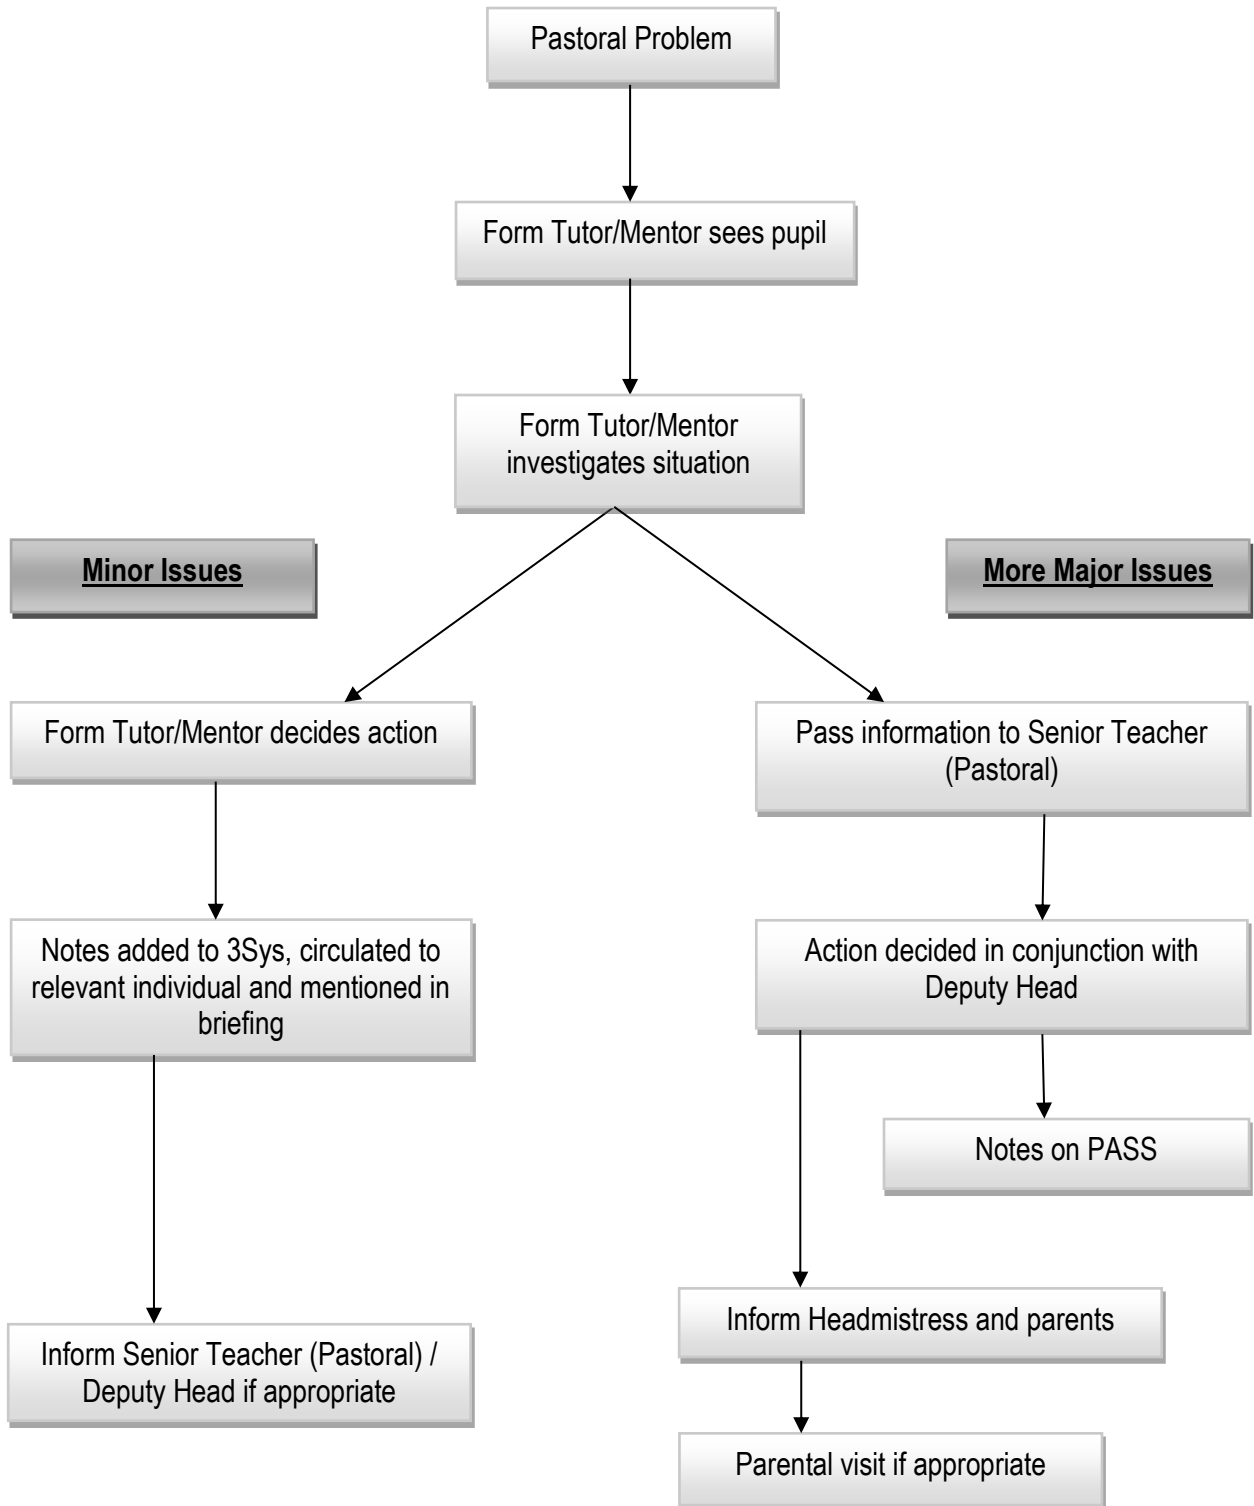 Pastoral Problem
Form Tutor/Mentor sees pupil
Form Tutor/Mentor
investigates situation
Minor Issues
More Major Issues
Form Tutor/Mentor decides action
Pass information to Senior Teacher
(Pastoral)
Notes added to 3Sys, circulated to
relevant individual and mentioned in
briefing
Action decided in conjunction with
Deputy Head
Notes on PASS
Inform Headmistress and parents
Inform Senior Teacher (Pastoral) /
Deputy Head if appropriate
Parental visit if appropriate